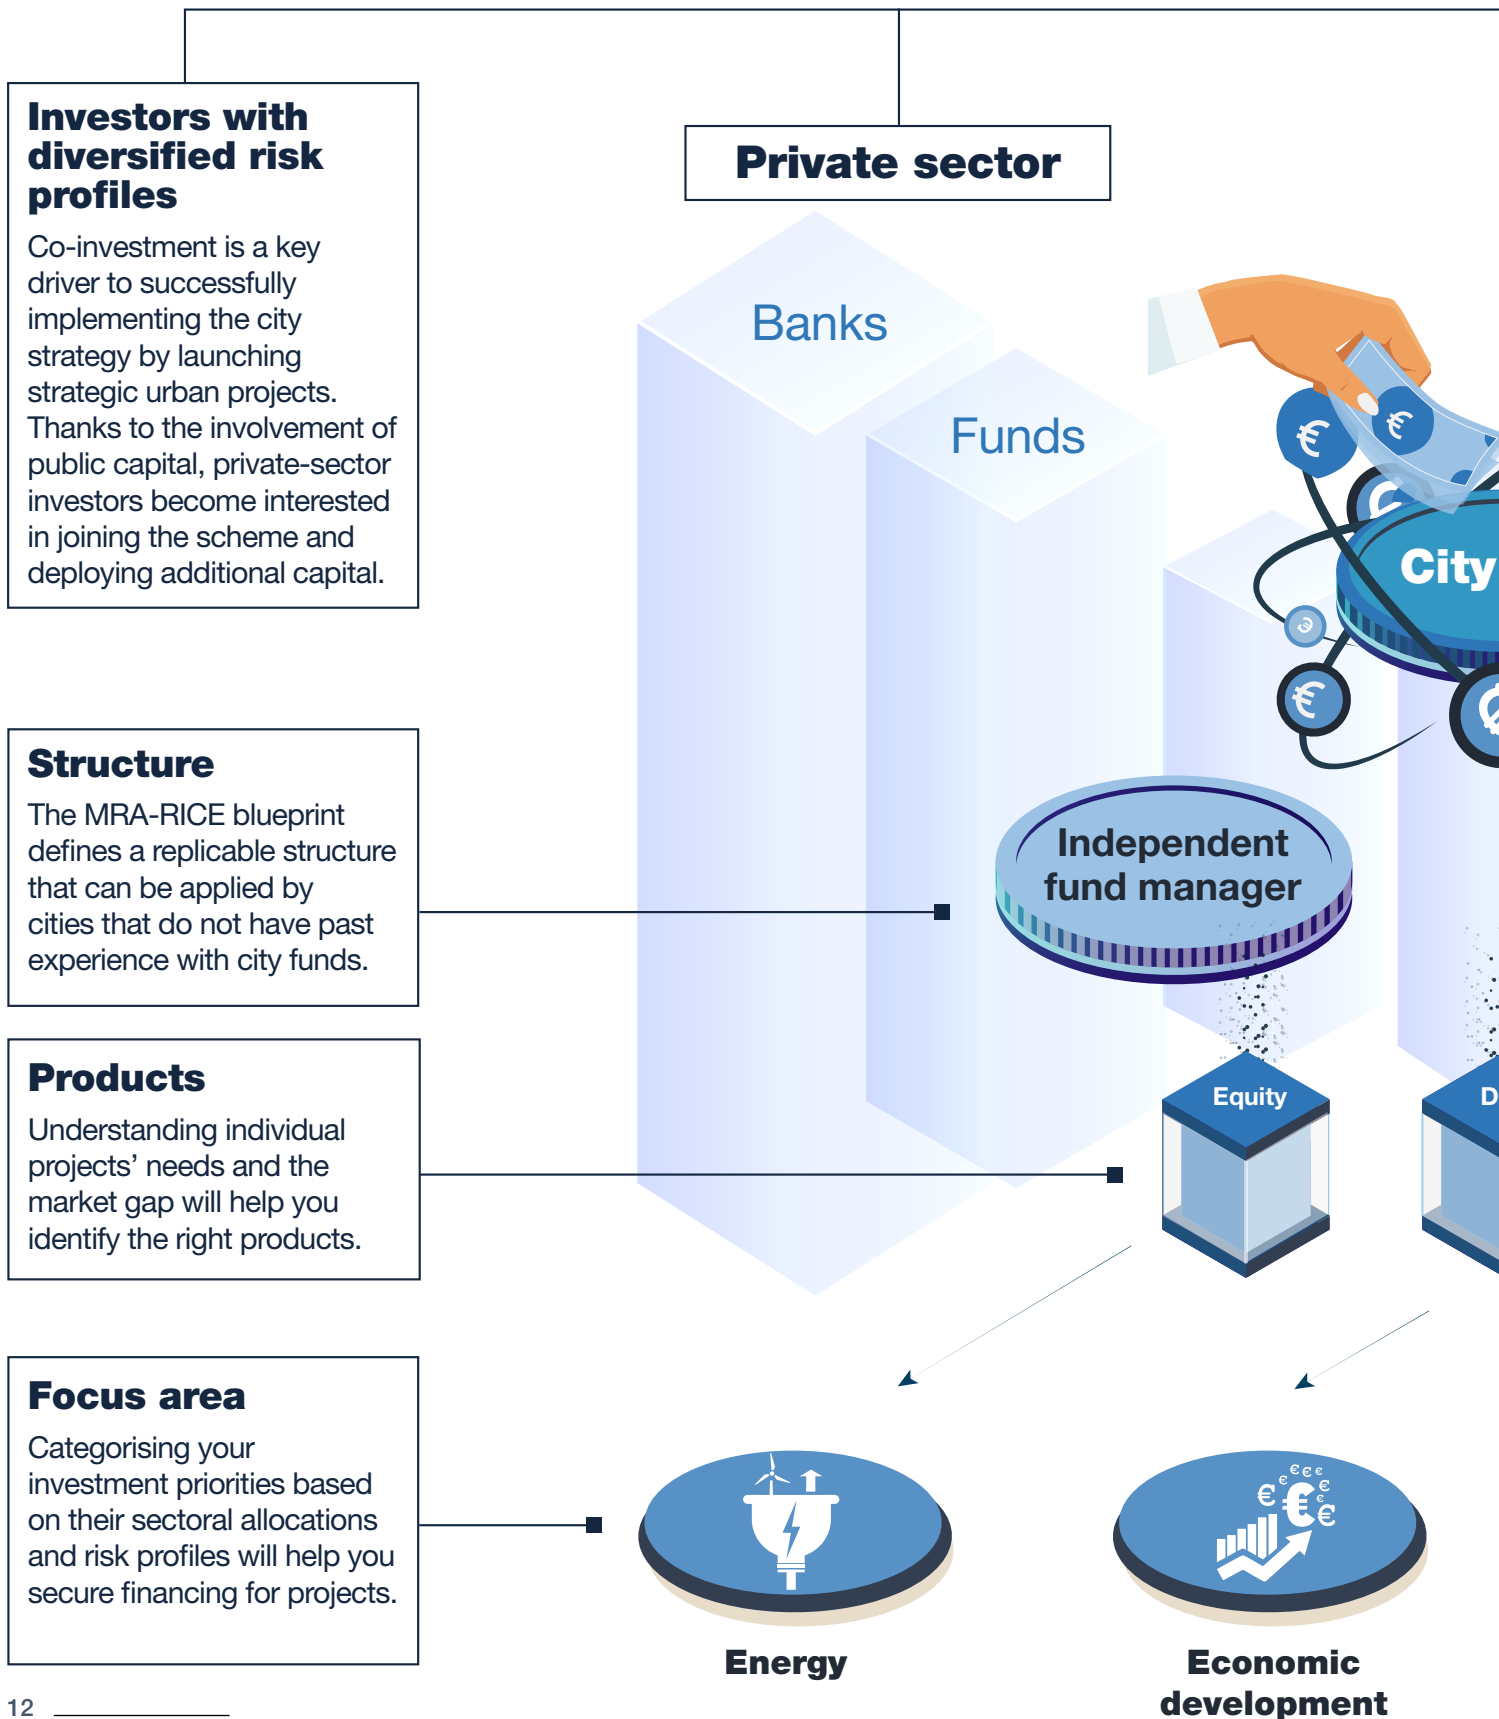 Investors with
diversified risk
profiles
Co-investment is a key
driver to successfully
implementing the city
strategy by launching
strategic urban projects.
Thanks to the involvement of
public capital, private-sector
investors become interested
in joining the scheme and
deploying additional capital.
Private sector
Banks
Funds
€
€
City
€
Structure
The MRA-RICE blueprint
defines a replicable structure
that can be applied by
cities that do not have past
experience with city funds.
Independent
fund manager
Products
Understanding individual
projects’ needs and the
market gap will help you
identify the right products.
Equity
D
Focus area
Categorising your
investment priorities based
on their sectoral allocations
and risk profiles will help you
secure financing for projects.
Energy
Economic
development
12